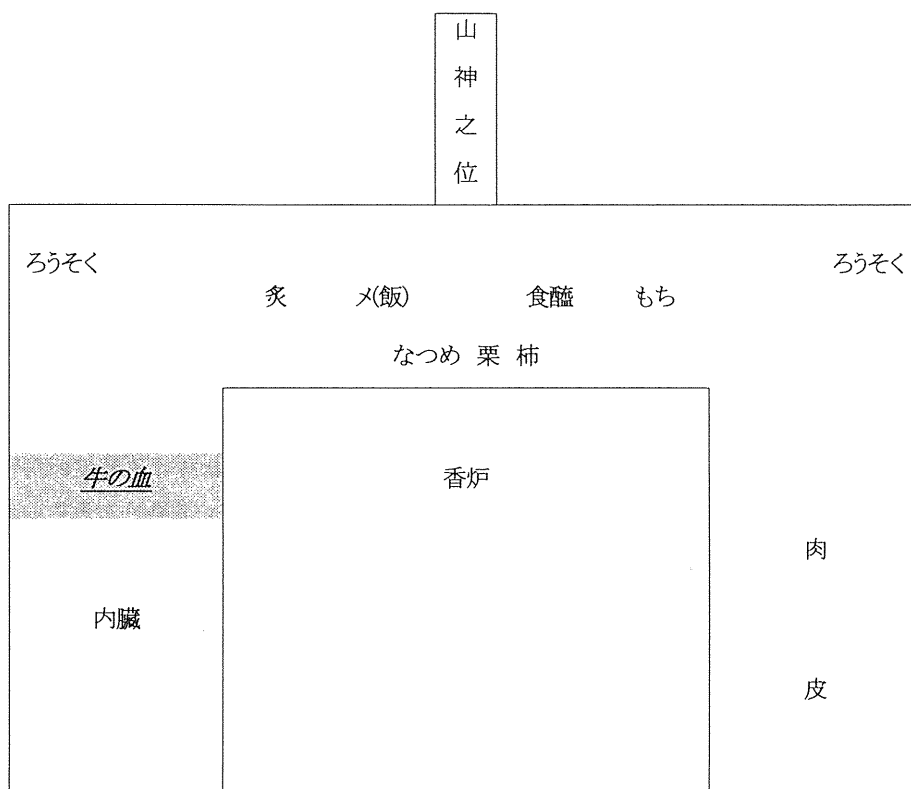 山神之位
ろうそく ろうそく
炙 メ(飯) 食醯 もち
なつめ 栗 柿
牛の血 香炉
肉
内臓
皮